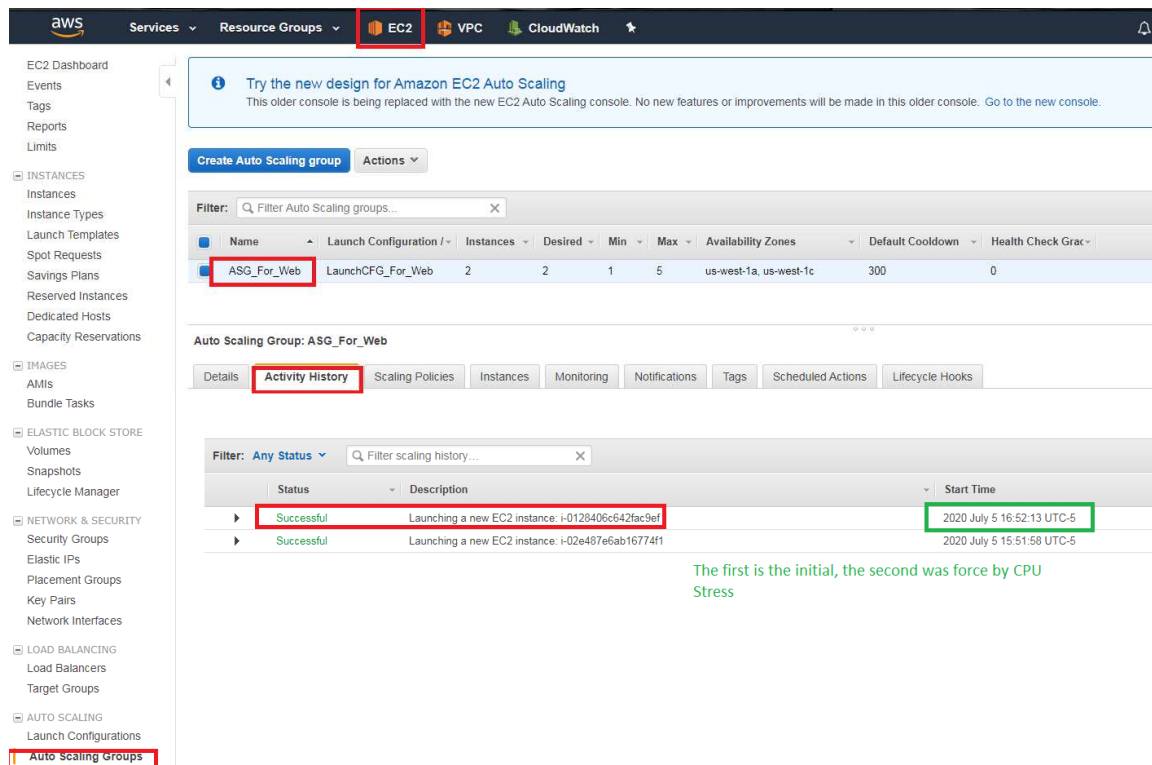 aws Services Resource Groups EC2 VPC CloudWatch
EC2 Dashboard
Events
Tags
Reports
Limits
INSTANCES
Instances
Instance Types
Launch Templates
Spot Requests
Savings Plans
Reserved Instances
Dedicated Hosts
Capacity Reservations
IMAGES
AMIs
Bundle Tasks
ELASTIC BLOCK STORE
Volumes
Snapshots
Lifecycle Manager
NETWORK & SECURITY
Security Groups
Elastic IPs
Placement Groups
Key Pairs
Network Interfaces
LOAD BALANCING
Load Balancers
Target Groups
AUTO SCALING
Launch Configurations
Auto Scaling Groups
Try the new design for Amazon EC2 Auto Scaling
This older console is being replaced with the new EC2 Auto Scaling console. No new features or improvements will be made in this older console. Go to the new console.
Create Auto Scaling group Actions
Filter: Filter Auto Scaling groups...
Name Launch Configuration / Instances Desired Min Max Availability Zones Default Cooldown Health Check Grac
ASG_For_Web LaunchCFG_For_Web 2 2 1 5 us-west-1a, us-west-1c 300 0
Auto Scaling Group: ASG_For_Web
Details Activity History Scaling Policies Instances Monitoring Notifications Tags Scheduled Actions Lifecycle Hooks
Filter: Any Status Filter scaling history...
Status Description Start Time
Successful Launching a new EC2 instance: i-0128406c642fac9ef 2020 July 5 16:52:13 UTC-5
Successful Launching a new EC2 instance: i-02e487e6ab16774f1 2020 July 5 15:51:58 UTC-5
The first is the initial, the second was force by CPU
Stress